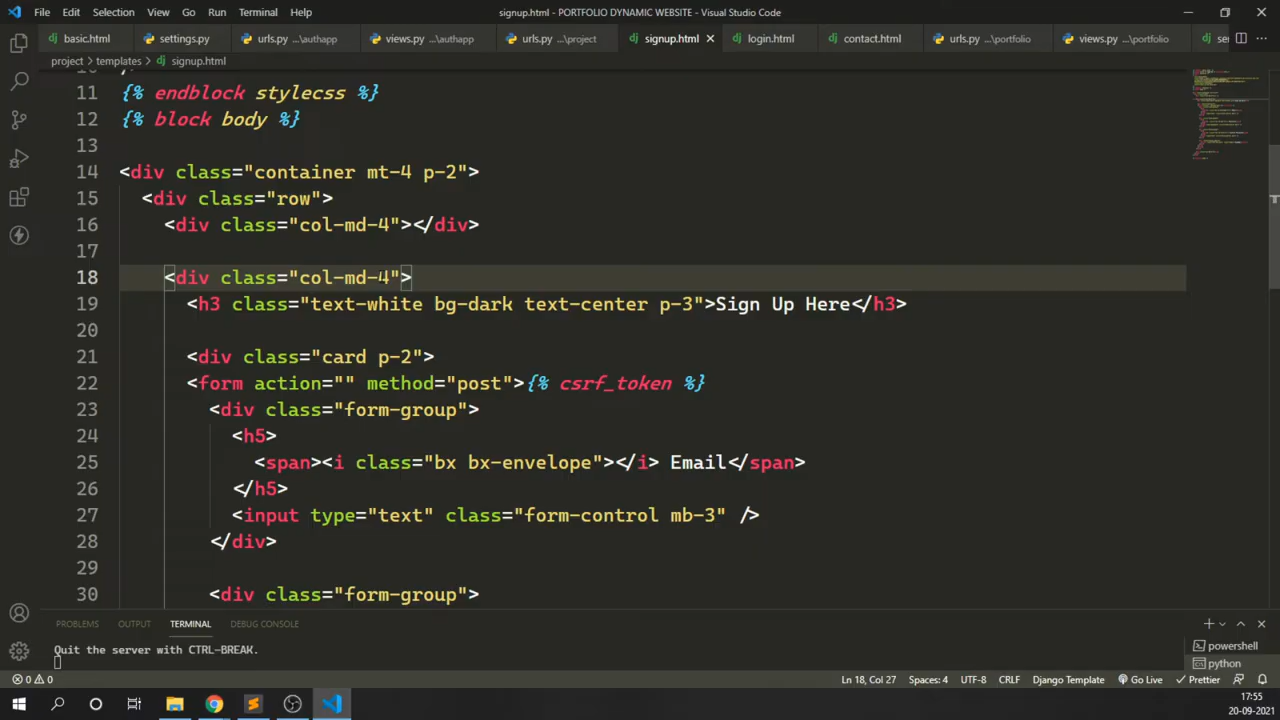 File Edit Selection View Go Run Terminal Help signup.html - PORTFOLIO DYNAMIC WEBSITE - Visual Studio Code
basic.html settings.py urls.py ...\authapp views.py ...\authapp urls.py ...\project signup.html login.html contact.html urls.py ...\portfolio views.py ...\portfolio
project > templates > signup.html
11 {% endblock stylecss %}
12 {% block body %}
13
14 <div class="container mt-4 p-2">
15 <div class="row">
16 <div class="col-md-4"></div>
17
18 <div class="col-md-4">
19 <h3 class="text-white bg-dark text-center p-3">Sign Up Here</h3>
20
21 <div class="card p-2">
22 <form action="" method="post">{% csrf_token %}
23 <div class="form-group">
24 <h5>
25 <span><i class="bx bx-envelope"></i> Email</span>
26 </h5>
27 <input type="text" class="form-control mb-3" />
28 </div>
29
30 <div class="form-group">
PROBLEMS OUTPUT TERMINAL DEBUG CONSOLE
Quit the server with CTRL-BREAK.
powershell
python
0 0 Ln 18, Col 27 Spaces: 4 UTF-8 CRLF Django Template Go Live Prettier
17:55
20-09-2021